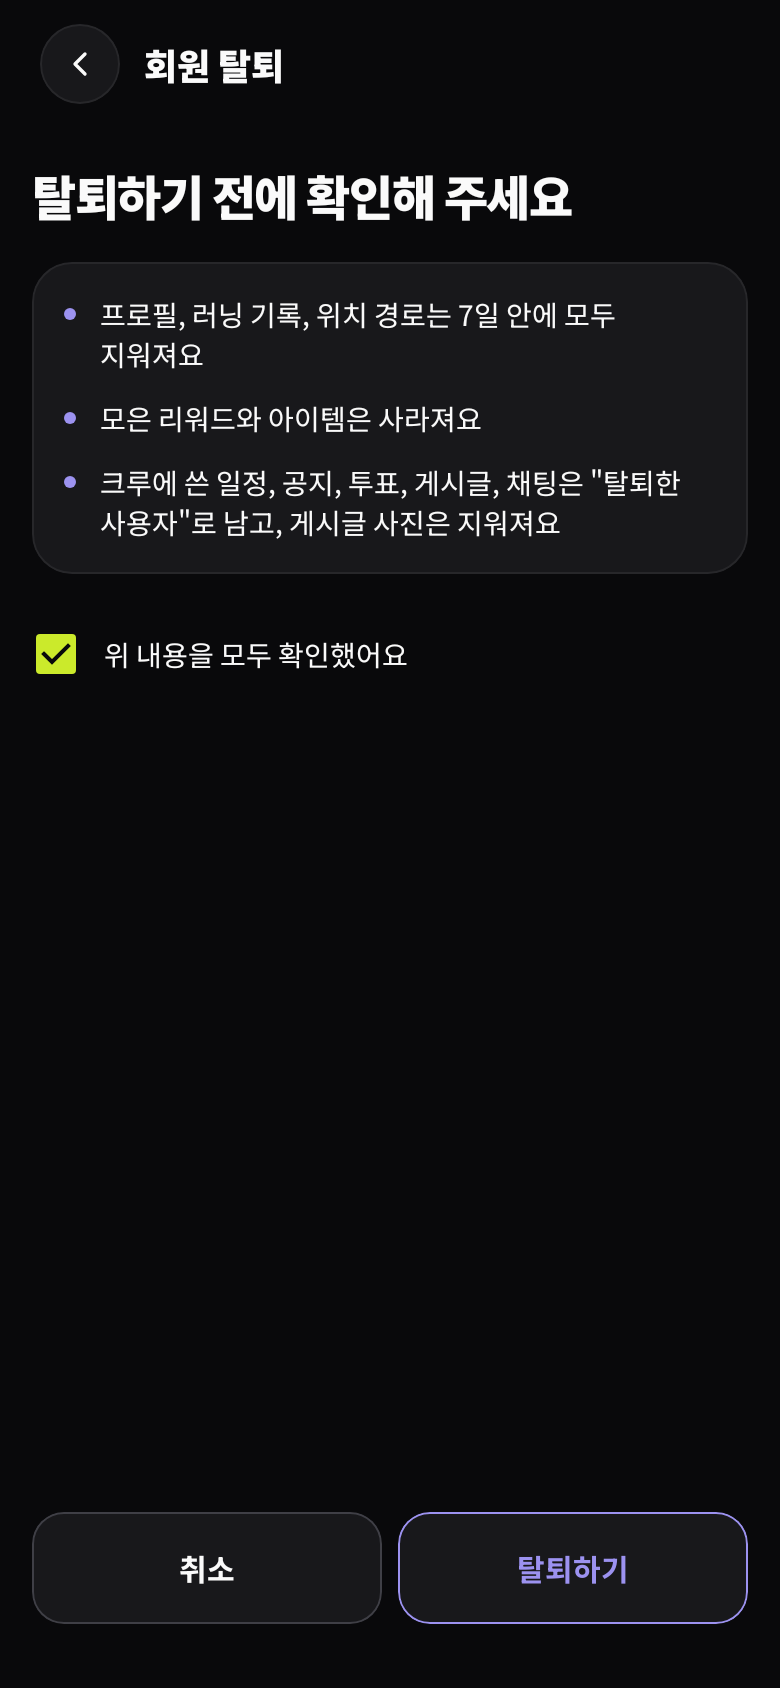 회원 탈퇴
탈퇴하기 전에 확인해 주세요
프로필, 러닝 기록, 위치 경로는 7일 안에 모두
지워져요
모은 리워드와 아이템은 사라져요
크루에 쓴 일정, 공지, 투표, 게시글, 채팅은 "탈퇴한
사용자"로 남고, 게시글 사진은 지워져요
위 내용을 모두 확인했어요
취소
탈퇴하기